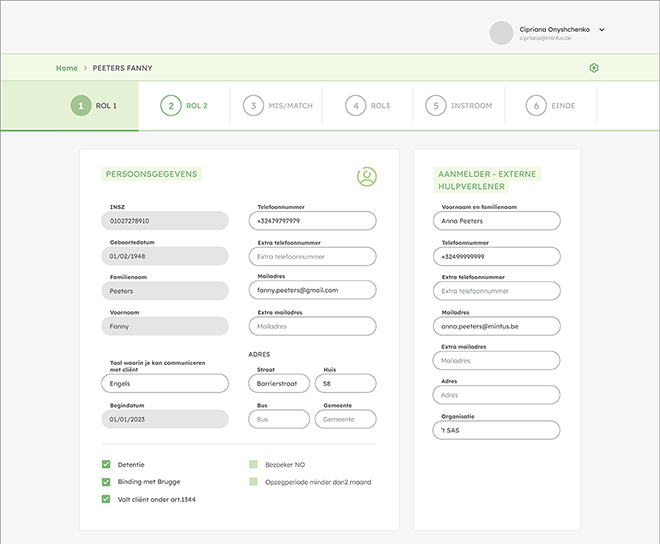 Cipriana Onyshchenko
cipriana@mintus.be
Home > PEETERS FANNY
1 ROL 1
2 ROL 2
3 MIS/MATCH
4 ROL3
5 INSTROOM
6 EINDE
PERSOONSGEGEVENS
INSZ
01027278910
Geboortedatum
01/02/1948
Familienaam
Peeters
Voornaam
Fanny
Taal waarin je kan communiceren
met cliënt
Engels
Begindatum
01/01/2023
Telefoonnummer
+32479797979
Extra telefoonnummer
Extra telefoonnummer
Mailadres
fanny.peeters@gmail.com
Extra mailadres
Mailadres
ADRES
Straat
Barrierstraat
Huis
58
Bus
Bus
Gemeente
Gemeente
Detentie
Binding met Brugge
Valt cliënt onder art.1344
Bezoeker NO
Opzegperiode minder dan2 maand
AANMELDER - EXTERNE
HULPVERLENER
Voornaam en familienaam
Anna Peeters
Telefoonnummer
+32499999999
Extra telefoonnummer
Extra telefoonnummer
Mailadres
anna.peeters@mintus.be
Extra mailadres
Mailadres
Adres
Adres
Organisatie
't SAS